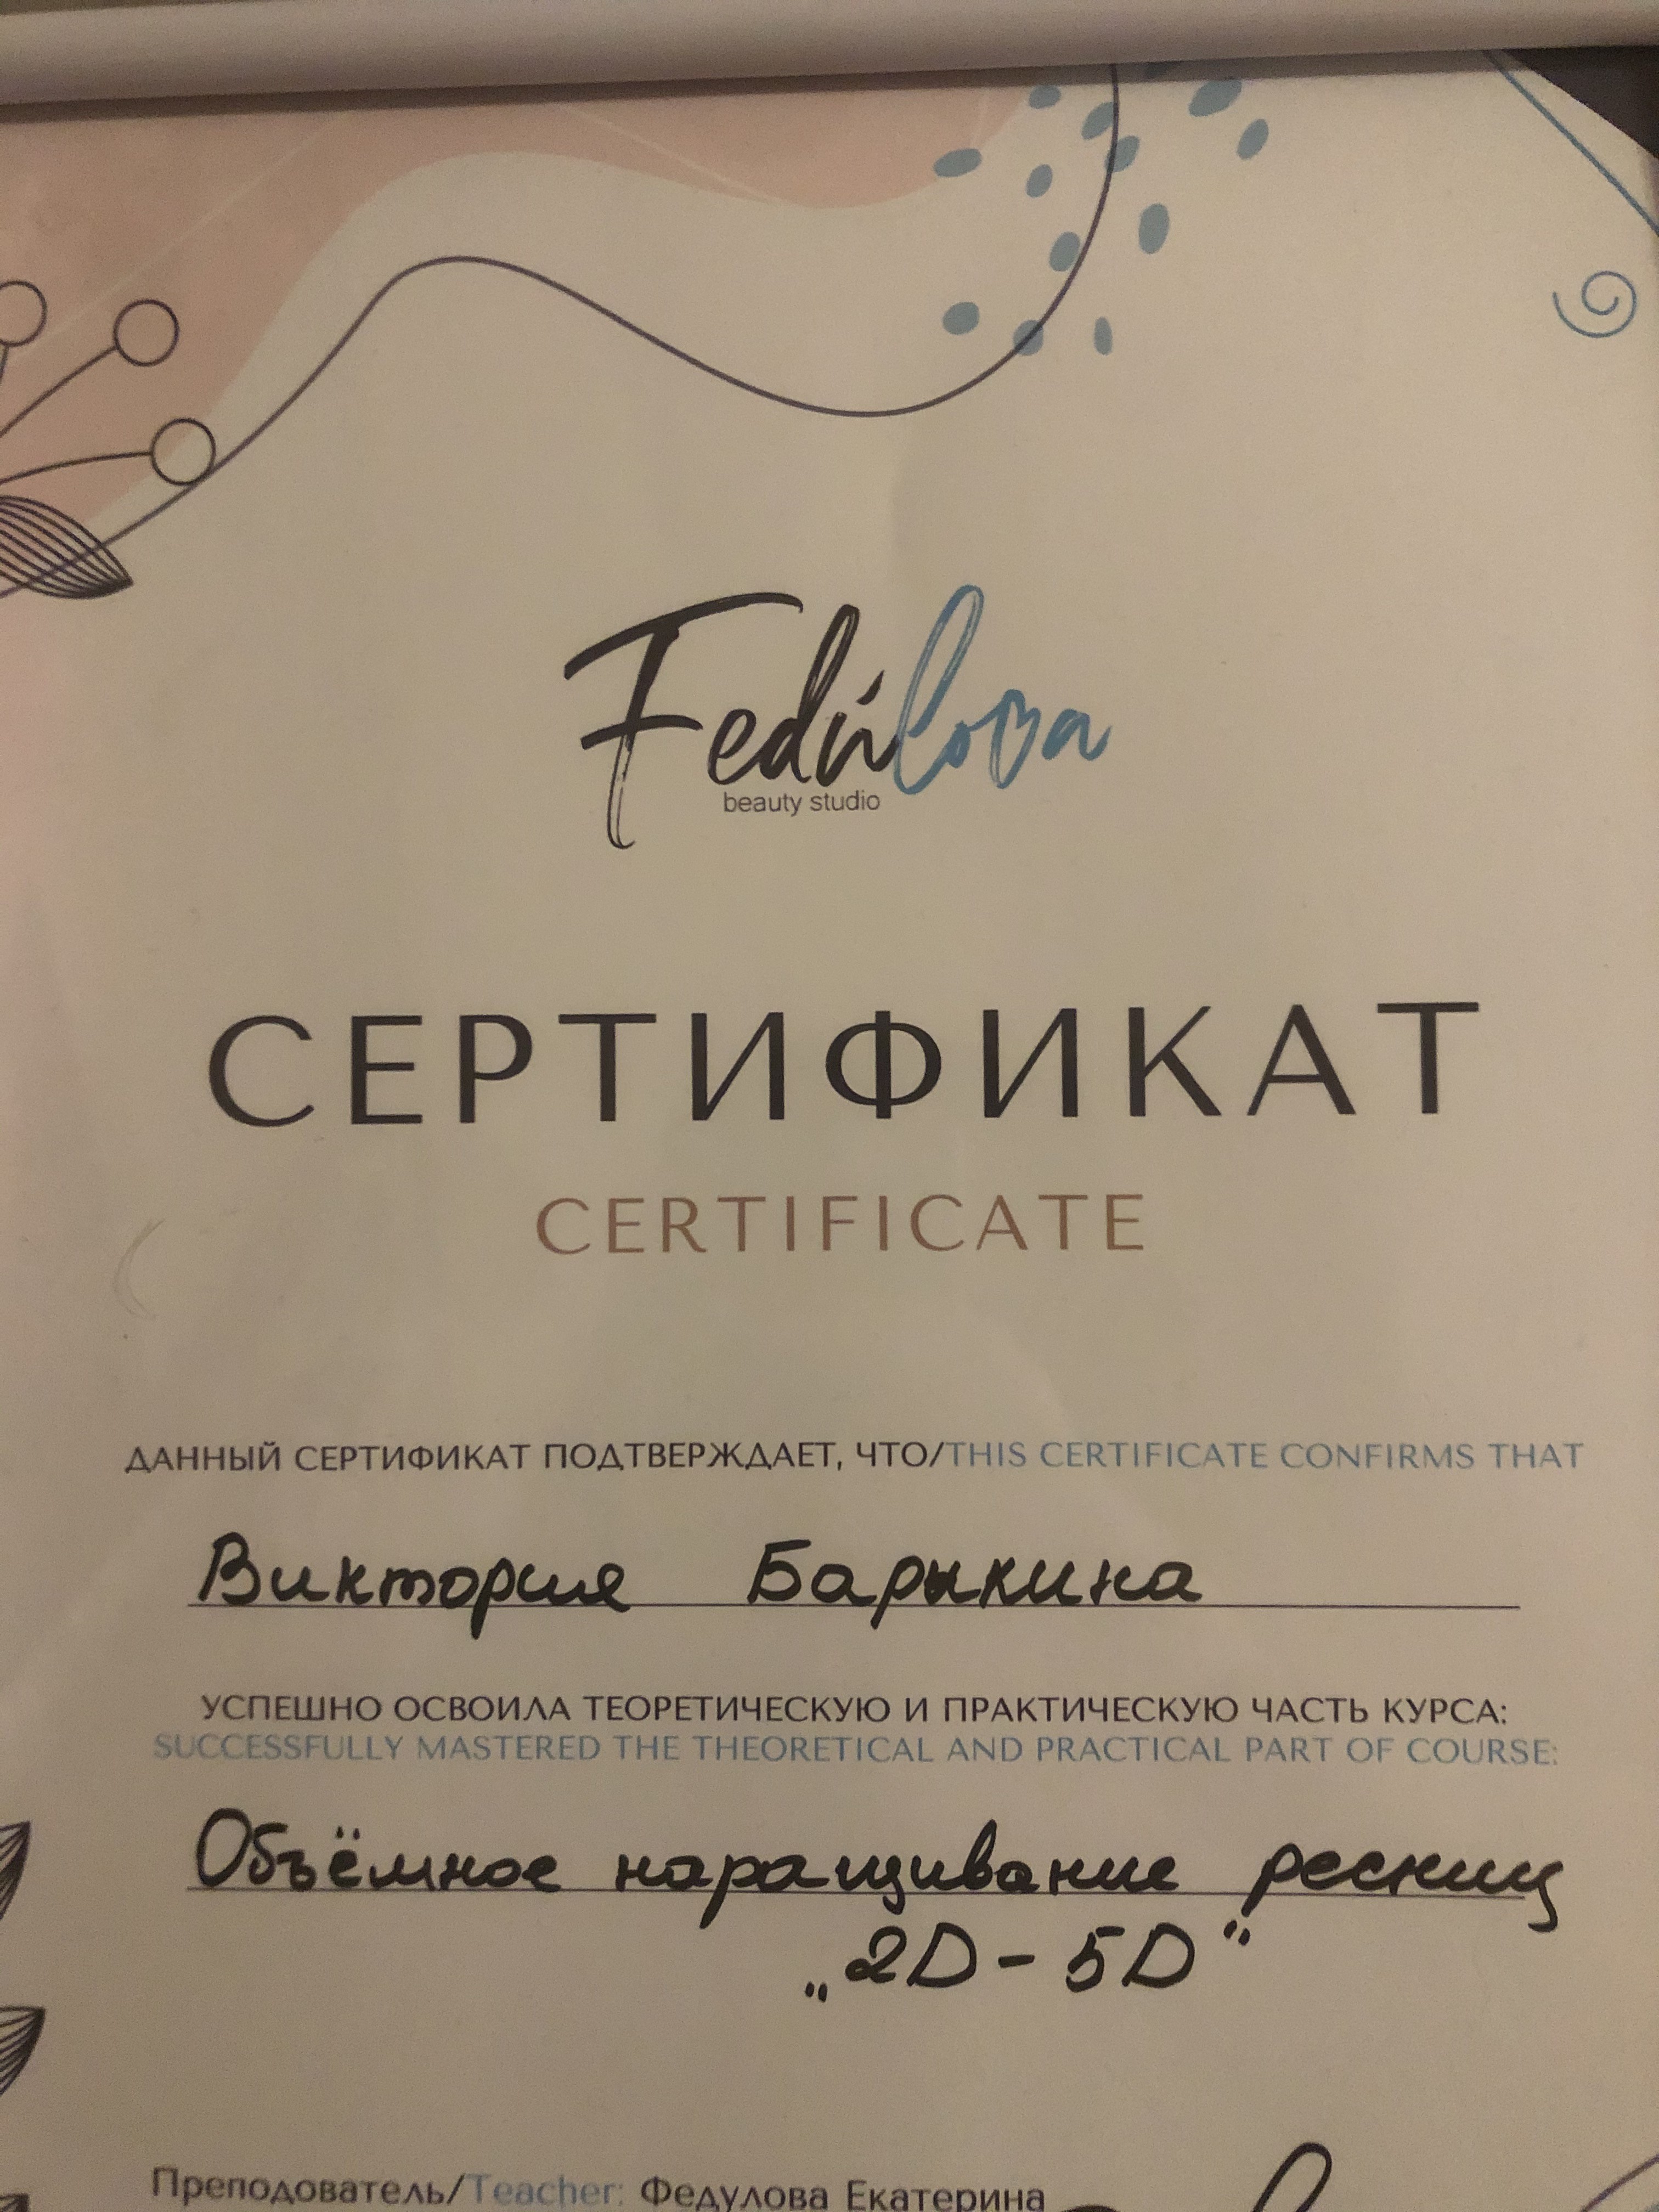 Fedúlova
beauty studio
СЕРТИФИКАТ
CERTIFICATE
ДАННЫЙ СЕРТИФИКАТ ПОДТВЕРЖДАЕТ, ЧТО/THIS CERTIFICATE CONFIRMS THAT
Виктория Барыкина
УСПЕШНО ОСВОИЛА ТЕОРЕТИЧЕСКУЮ И ПРАКТИЧЕСКУЮ ЧАСТЬ КУРСА:
SUCCESSFULLY MASTERED THE THEORETICAL AND PRACTICAL PART OF COURSE:
Объёмное наращивание ресниц
„2D-5D"
Преподователь/Teacher: Федулова Екатерина